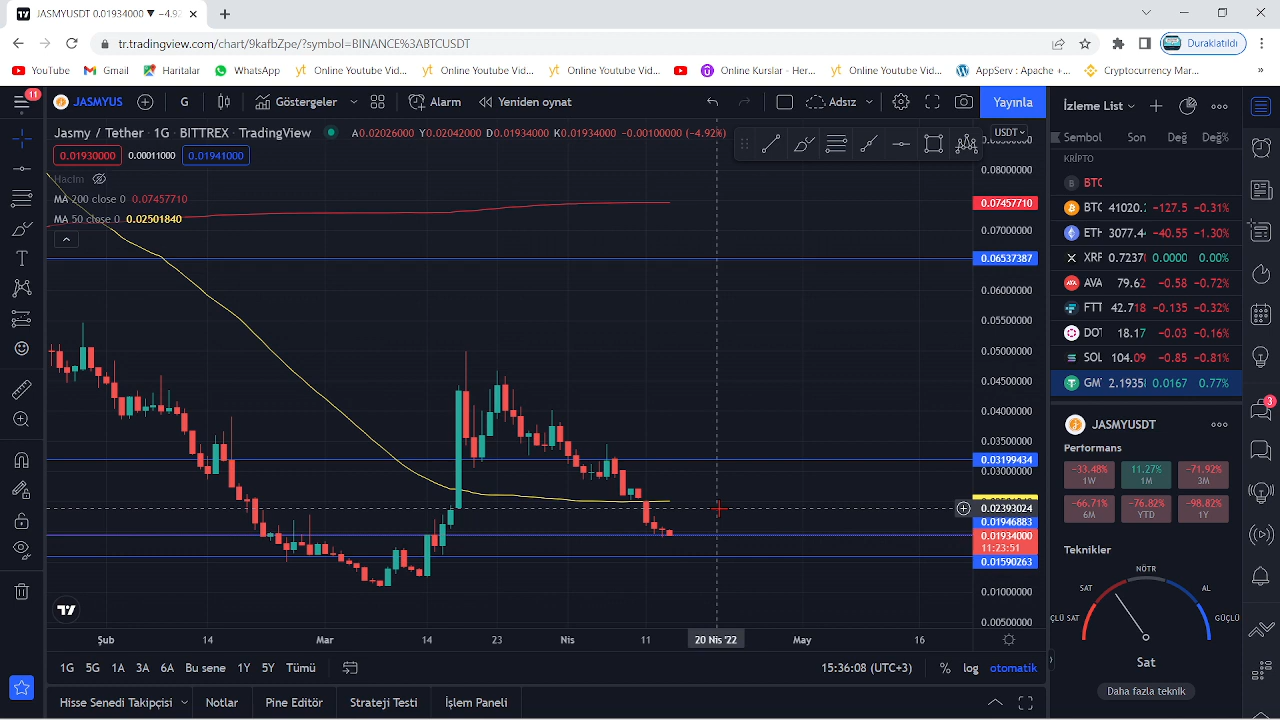 JASMYUSDT 0.01934000 ▼ −4.92
tr.tradingview.com/chart/9kafbZpe/?symbol=BINANCE%3ABTCUSDT
Duraklatıldı
YouTube Gmail Haritalar WhatsApp Online Youtube Vid... Online Youtube Vid... Online Youtube Vid... Online Kurslar - Her... Online Youtube Vid... AppServ : Apache +... Cryptocurrency Mar... »
11
JASMYUS G Göstergeler Alarm Yeniden oynat Adsız Yayınla
İzleme List
Jasmy / Tether · 1G · BITTREX · TradingView A0.02026000 Y0.02042000 D0.01934000 K0.01934000 −0.00100000 (−4.92%)
USDT
0.01930000 0.00011000 0.01941000
Hacim
MA 200 close 0 0.07457710
MA 50 close 0 0.02501840
0.08000000
0.07457710
0.07000000
0.06537387
0.06000000
0.05500000
0.05000000
0.04500000
0.04000000
0.03500000
0.03199434
0.03000000
0.02393024
0.01946883
0.01934000
11:23:51
0.01590263
0.01000000
0.00500000
Şub 14 Mar 14 23 Nis 11 20 Nis '22 May 16
1G 5G 1A 3A 6A Bu sene 1Y 5Y Tümü 15:36:08 (UTC+3) % log otomatik
Hisse Senedi Takipçisi Notlar Pine Editör Strateji Testi İşlem Paneli
Sembol Son Değ Değ%
KRİPTO
BTC
BTC 41020. −127.5 −0.31%
ETH 3077.4 −40.55 −1.30%
XRP 0.7237 0.0000 0.00%
AVA 79.62 −0.58 −0.72%
FTT 42.718 −0.135 −0.32%
DOT 18.17 −0.03 −0.16%
SOL 104.09 −0.85 −0.81%
GMT 2.1935 0.0167 0.77%
JASMYUSDT
Performans
−33.48% 11.27% −71.92%
1W 1M 3M
−66.71% −76.82% −98.82%
6M YTD 1Y
Teknikler
NÖTR
SAT AL
ÇLÜ SAT GÜÇLÜ
Sat
Daha fazla teknik
3